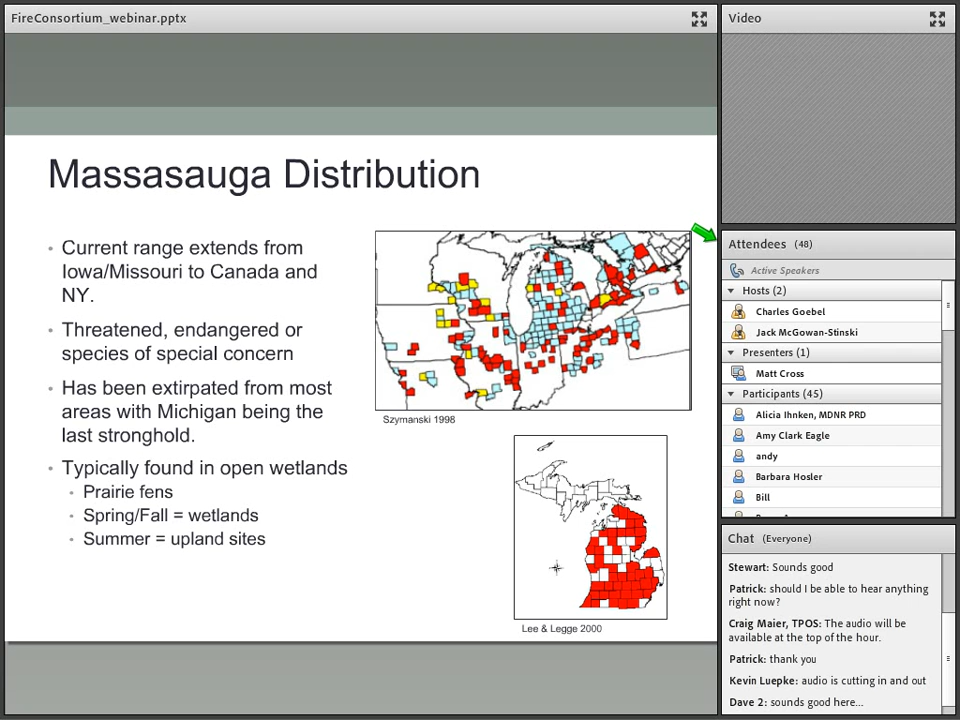 FireConsortium_webinar.pptx
Massasauga Distribution
• Current range extends from
Iowa/Missouri to Canada and
NY.
• Threatened, endangered or
species of special concern
• Has been extirpated from most
areas with Michigan being the
last stronghold.
• Typically found in open wetlands
• Prairie fens
• Spring/Fall = wetlands
• Summer = upland sites
Szymanski 1998
Lee & Legge 2000
Video
Attendees (48)
Active Speakers
Hosts (2)
Charles Goebel
Jack McGowan-Stinski
Presenters (1)
Matt Cross
Participants (45)
Alicia Ihnken, MDNR PRD
Amy Clark Eagle
andy
Barbara Hosler
Bill
Chat (Everyone)
Stewart: Sounds good
Patrick: should I be able to hear anything
right now?
Craig Maier, TPOS: The audio will be
available at the top of the hour.
Patrick: thank you
Kevin Luepke: audio is cutting in and out
Dave 2: sounds good here...